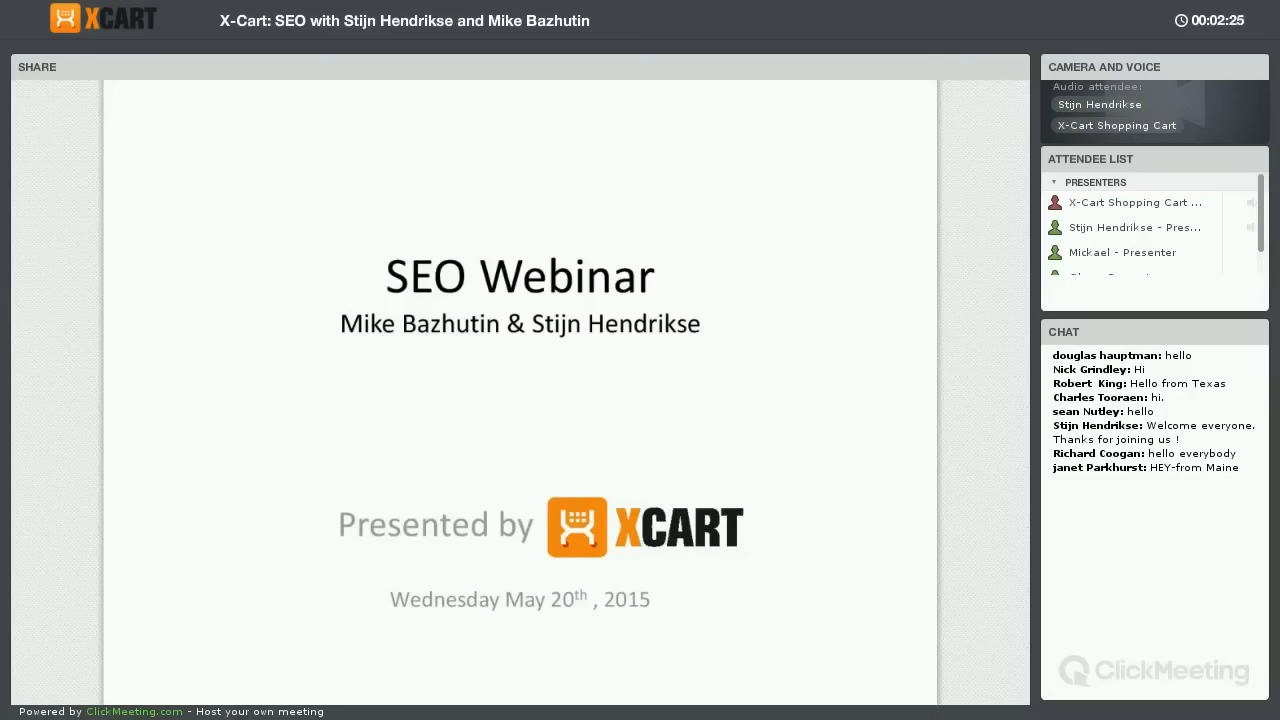 XCART
X-Cart: SEO with Stijn Hendrikse and Mike Bazhutin
00:02:25
SHARE
SEO Webinar
Mike Bazhutin & Stijn Hendrikse
Presented by XCART
Wednesday May 20th , 2015
CAMERA AND VOICE
Audio attendee:
Stijn Hendrikse
X-Cart Shopping Cart
ATTENDEE LIST
PRESENTERS
X-Cart Shopping Cart ...
Stijn Hendrikse - Pres...
Mickael - Presenter
CHAT
douglas hauptman: hello
Nick Grindley: Hi
Robert King: Hello from Texas
Charles Tooraen: hi.
sean Nutley: hello
Stijn Hendrikse: Welcome everyone.
Thanks for joining us !
Richard Coogan: hello everybody
janet Parkhurst: HEY-from Maine
ClickMeeting
Powered by ClickMeeting.com - Host your own meeting